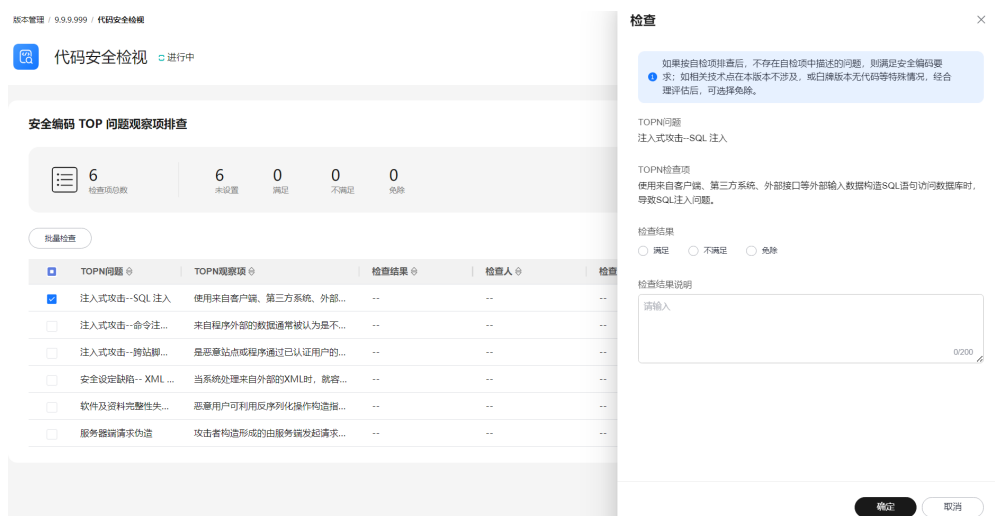 版本管理 / 9.9.9.999 / 代码安全检视
代码安全检视 进行中
安全编码 TOP 问题观察项排查
6 检查项总数
6 未设置
0 满足
0 不满足
0 免除
批量检查
TOPN问题 TOPN观察项 检查结果 检查人 检查
注入式攻击--SQL 注入 使用来自客户端、第三方系统、外部... -- -- --
注入式攻击--命令注... 来自程序外部的数据通常被认为是不... -- -- --
注入式攻击--跨站脚... 是恶意站点或程序通过已认证用户的... -- -- --
安全设定缺陷-- XML ... 当系统处理来自外部的XML时，就容... -- -- --
软件及资料完整性失... 恶意用户可利用反序列化操作构造指... -- -- --
服务器端请求伪造 攻击者构造形成的由服务端发起请求... -- -- --
检查
如果按自检项排查后，不存在自检项中描述的问题，则满足安全编码要
求；如相关技术点在本版本不涉及，或白牌版本无代码等特殊情况，经合
理评估后，可选择免除。
TOPN问题
注入式攻击--SQL 注入
TOPN检查项
使用来自客户端、第三方系统、外部接口等外部输入数据构造SQL语句访问数据库时，
导致SQL注入问题。
检查结果
满足 不满足 免除
检查结果说明
请输入
0/200
确定 取消